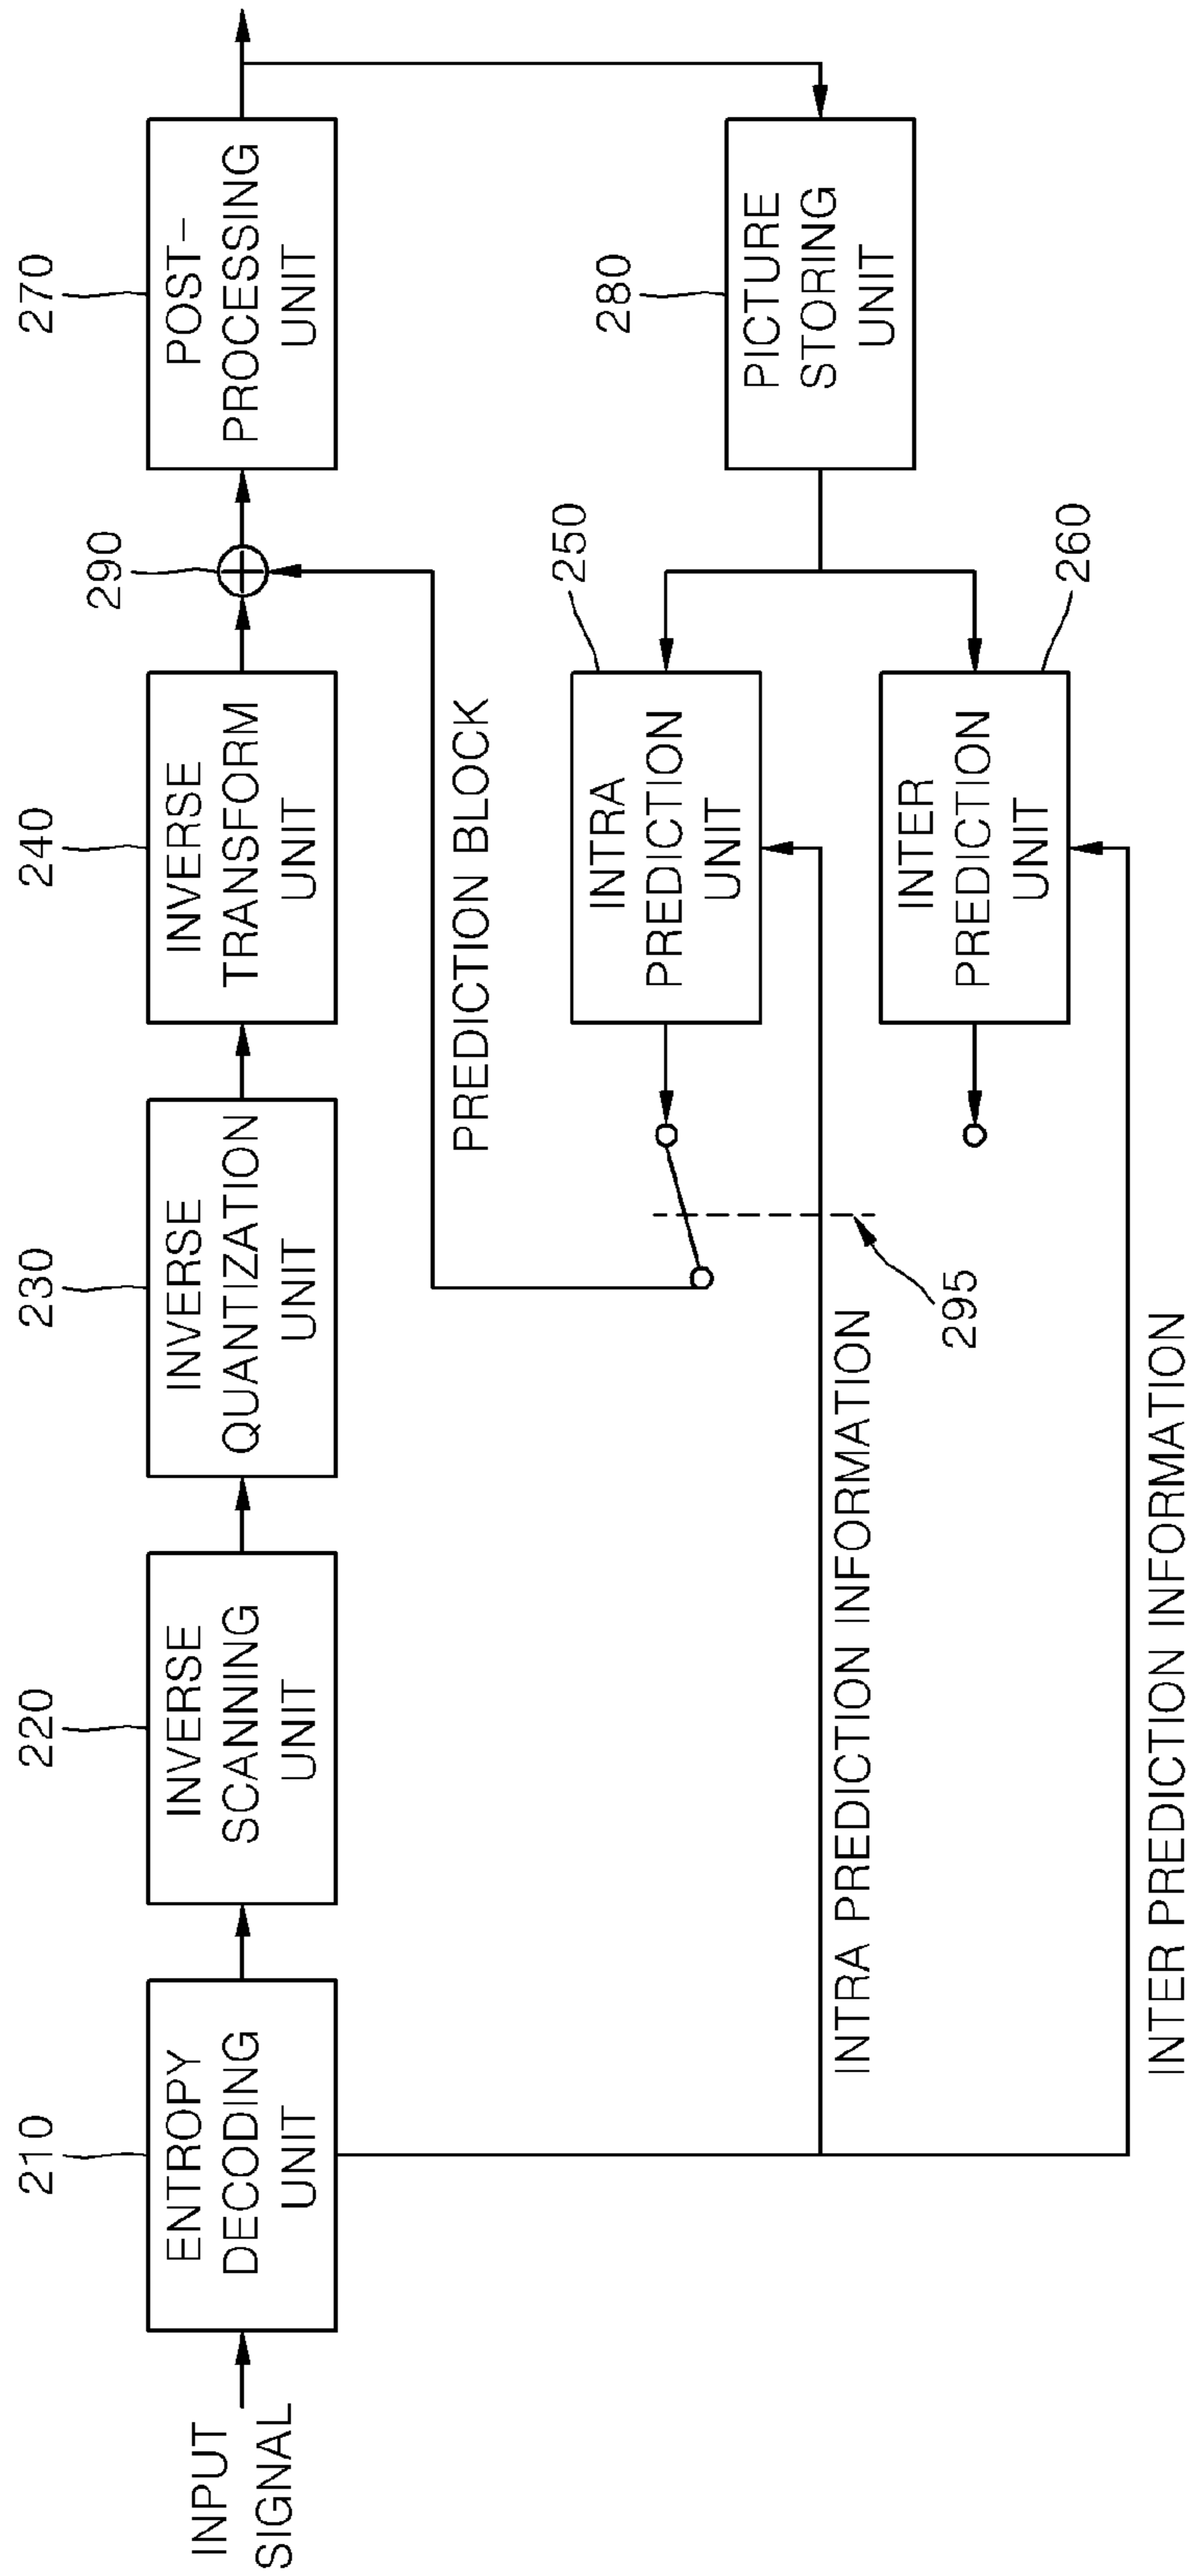 INPUT
SIGNAL
210
ENTROPY
DECODING
UNIT
220
INVERSE
SCANNING
UNIT
230
INVERSE
QUANTIZATION
UNIT
240
INVERSE
TRANSFORM
UNIT
290
270
POST-
PROCESSING
UNIT
PREDICTION BLOCK
250
INTRA
PREDICTION
UNIT
280
PICTURE
STORING
UNIT
295
INTRA PREDICTION INFORMATION
260
INTER
PREDICTION
UNIT
INTER PREDICTION INFORMATION